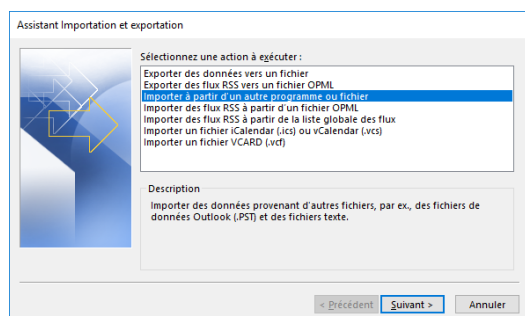 Assistant Importation et exportation
Sélectionnez une action à exécuter :
Exporter des données vers un fichier
Exporter des flux RSS vers un fichier OPML
Importer à partir d'un autre programme ou fichier
Importer des flux RSS à partir d'un fichier OPML
Importer des flux RSS à partir de la liste globale des flux
Importer un fichier iCalendar (.ics) ou vCalendar (.vcs)
Importer un fichier VCARD (.vcf)
Description
Importer des données provenant d'autres fichiers, par ex., des fichiers de
données Outlook (.PST) et des fichiers texte.
< Précédent Suivant > Annuler